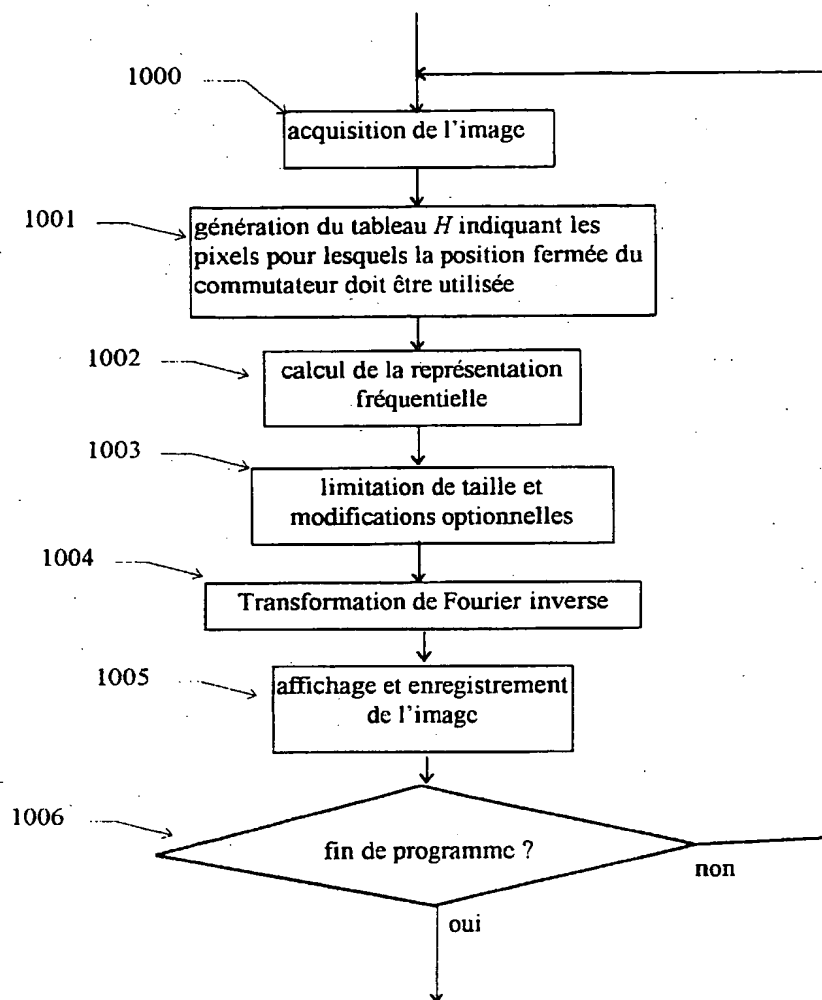 1000
acquisition de l'image
1001
génération du tableau H indiquant les
pixels pour lesquels la position fermée du
commutateur doit être utilisée
1002
calcul de la représentation
fréquentielle
1003
limitation de taille et
modifications optionnelles
1004
Transformation de Fourier inverse
1005
affichage et enregistrement
de l'image
1006
fin de programme ?
non
oui